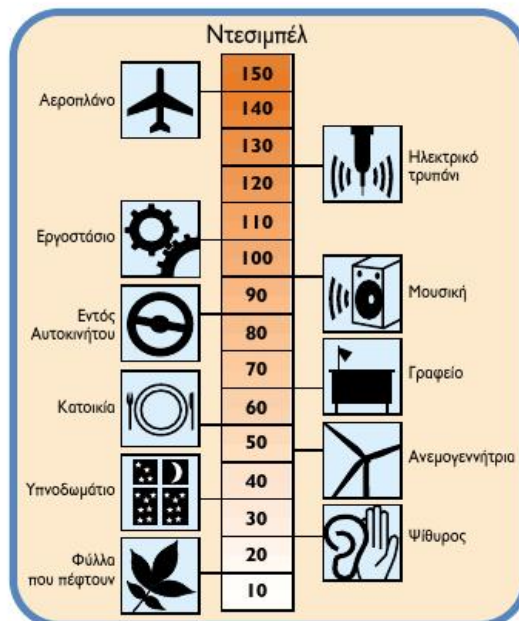 Ντεσιμπέλ
150
Αεροπλάνο
140
130
Ηλεκτρικό
τρυπάνι
120
110
Εργοστάσιο
100
90
Μουσική
Εντός
Αυτοκινήτου
80
70
Γραφείο
60
Κατοικία
50
Ανεμογεννήτρια
40
Υπνοδωμάτιο
30
Ψίθυρος
20
Φύλλα
που πέφτουν
10